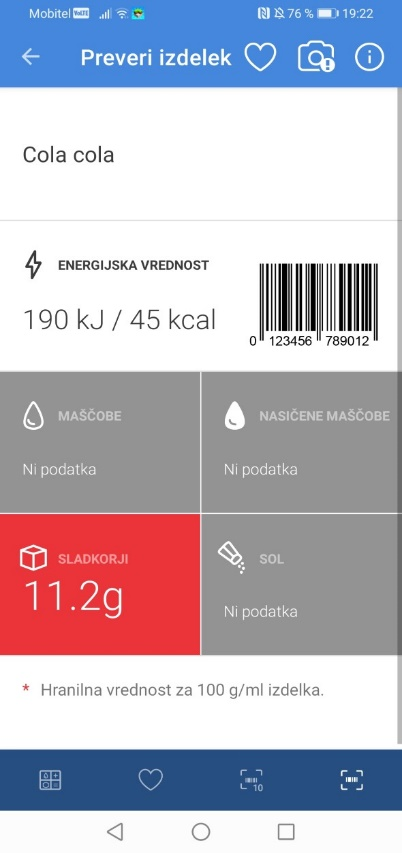 Mobitel VoLTE 76 % 19:22
Preveri izdelek
Cola cola
ENERGIJSKA VREDNOST
190 kJ / 45 kcal
0 123456 789012
MAŠČOBE
Ni podatka
NASIČENE MAŠČOBE
Ni podatka
SLADKORJI
11.2g
SOL
Ni podatka
* Hranilna vrednost za 100 g/ml izdelka.
10